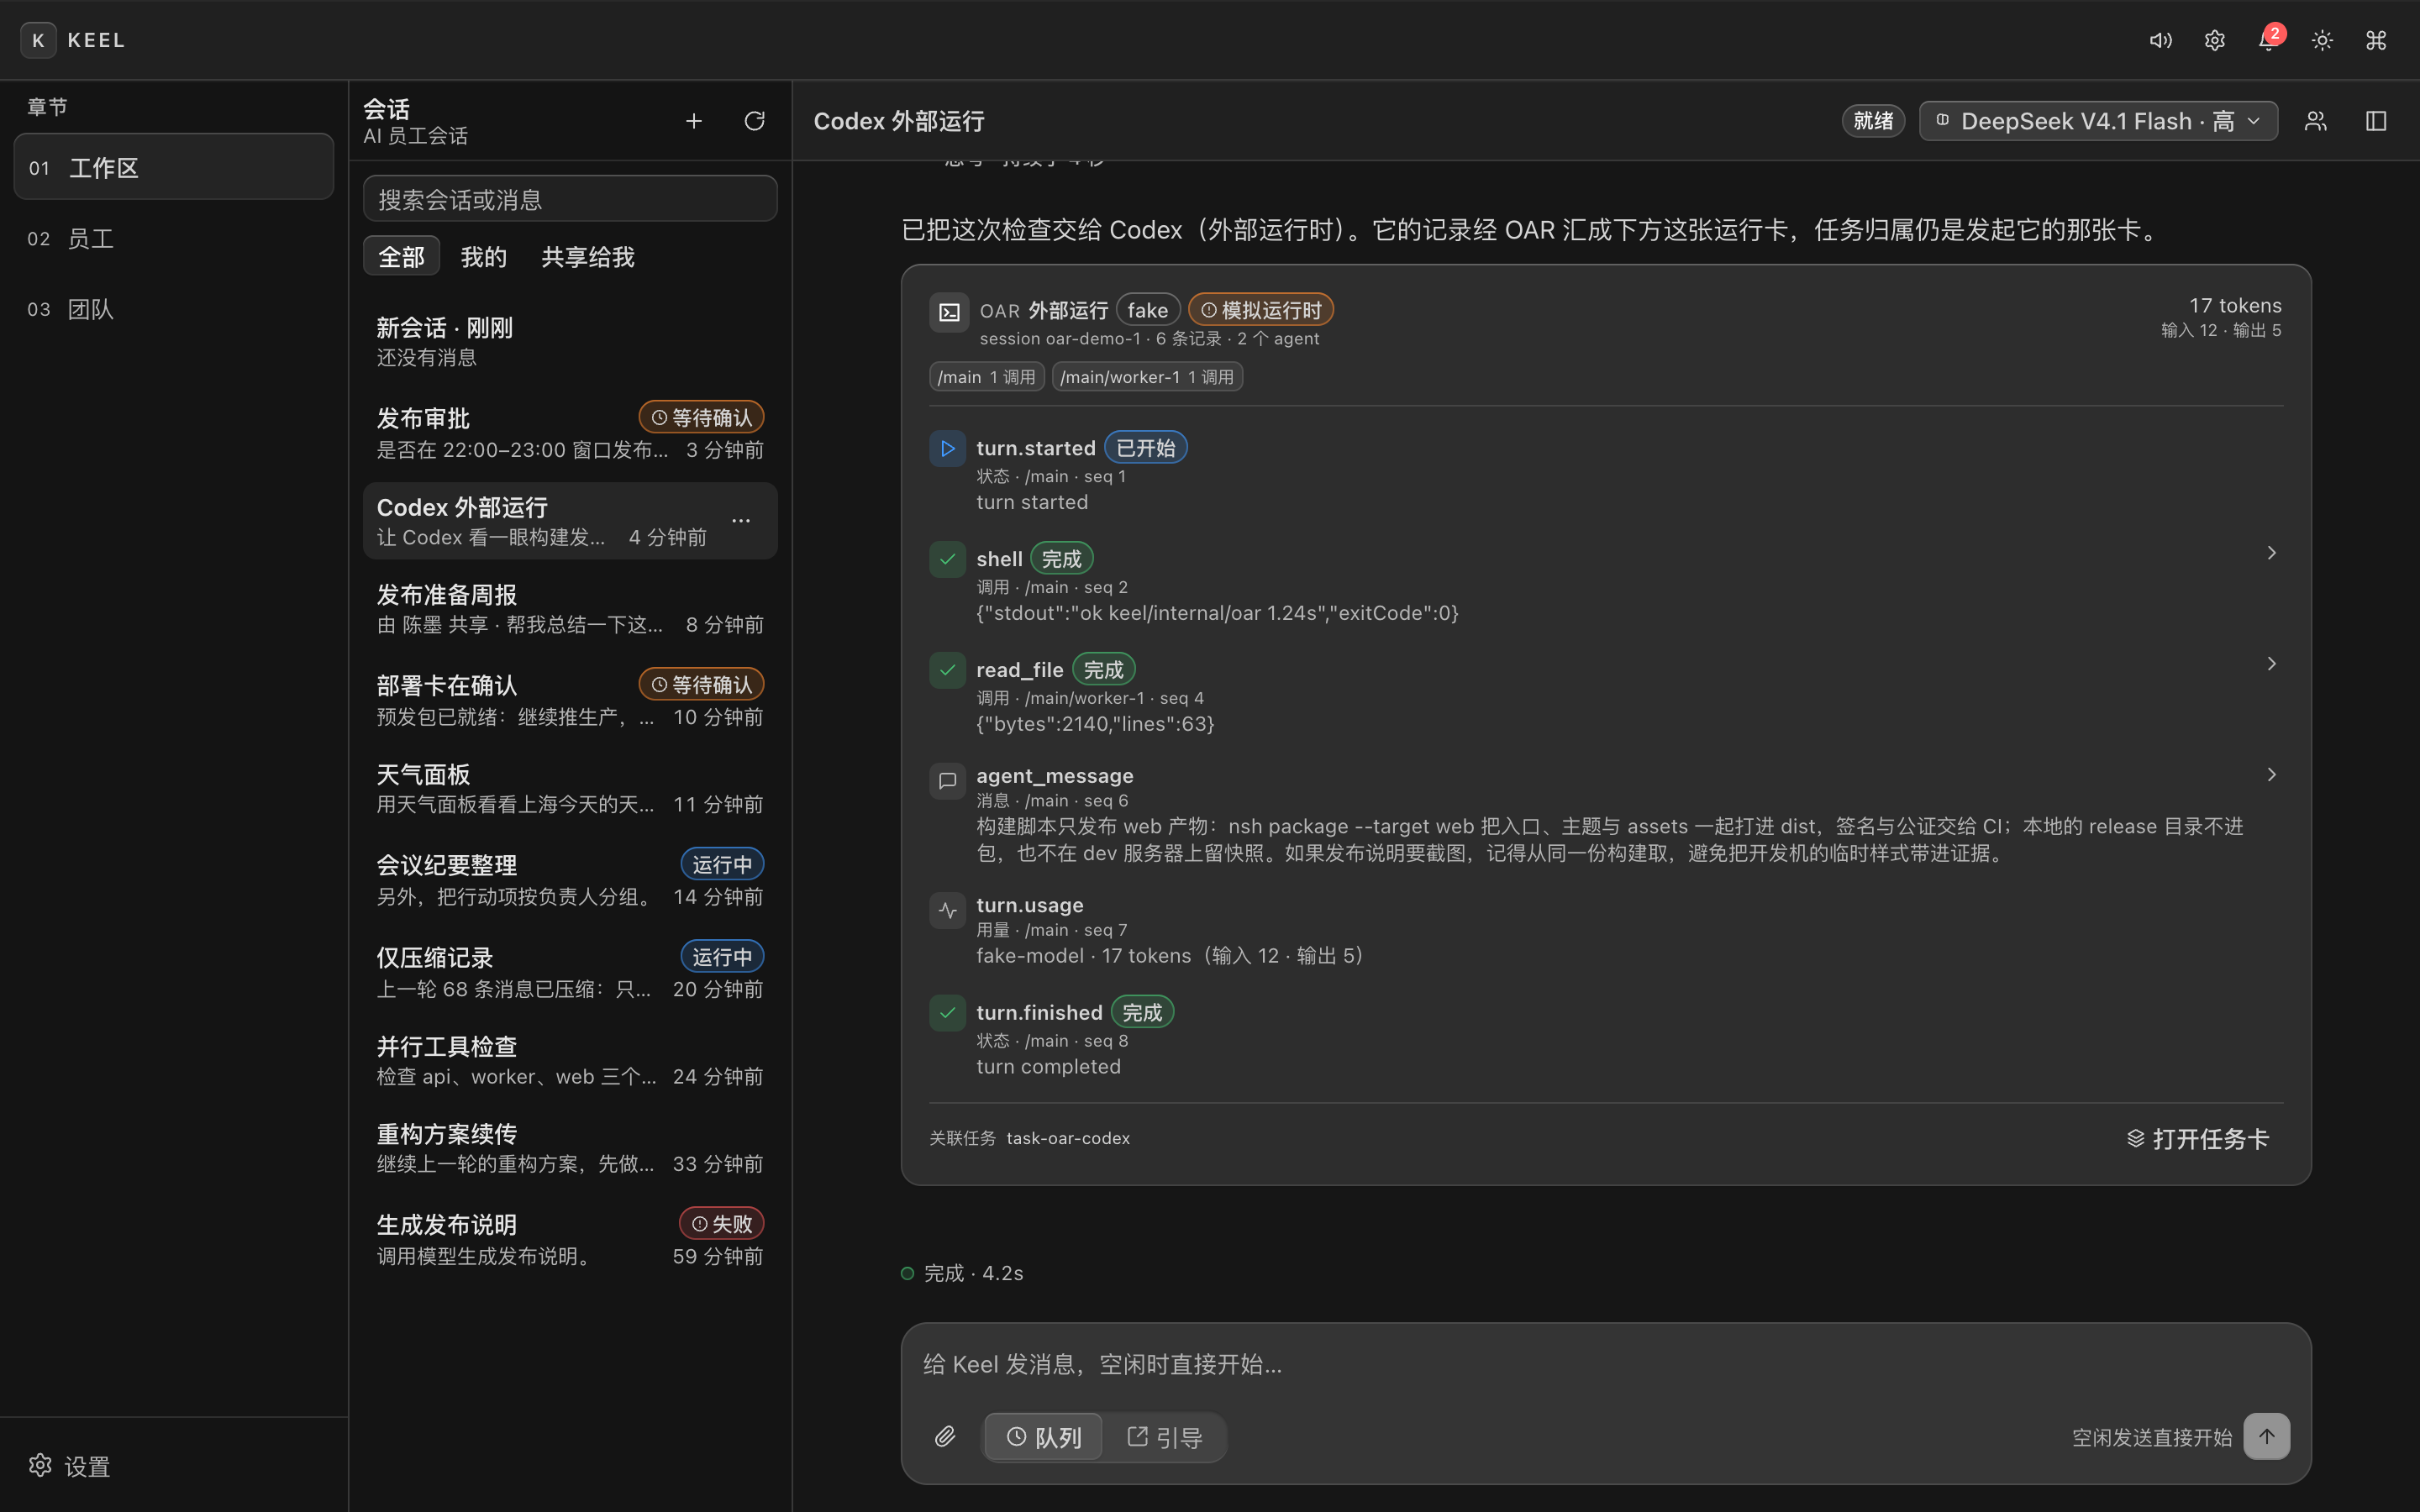 K KEEL
2
章节
01 工作区
02 员工
03 团队
设置
会话
AI 员工会话
搜索会话或消息
全部 我的 共享给我
新会话 · 刚刚
还没有消息
发布审批 等待确认
是否在 22:00–23:00 窗口发布... 3 分钟前
Codex 外部运行
让 Codex 看一眼构建发... 4 分钟前
发布准备周报
由 陈墨 共享 · 帮我总结一下这... 8 分钟前
部署卡在确认 等待确认
预发包已就绪：继续推生产，... 10 分钟前
天气面板
用天气面板看看上海今天的天... 11 分钟前
会议纪要整理 运行中
另外，把行动项按负责人分组。 14 分钟前
仅压缩记录 运行中
上一轮 68 条消息已压缩：只... 20 分钟前
并行工具检查
检查 api、worker、web 三个... 24 分钟前
重构方案续传
继续上一轮的重构方案，先做... 33 分钟前
生成发布说明 失败
调用模型生成发布说明。 59 分钟前
Codex 外部运行
就绪 DeepSeek V4.1 Flash · 高
已把这次检查交给 Codex（外部运行时）。它的记录经 OAR 汇成下方这张运行卡，任务归属仍是发起它的那张卡。
OAR 外部运行 fake 模拟运行时
session oar-demo-1 · 6 条记录 · 2 个 agent
17 tokens
输入 12 · 输出 5
/main 1 调用 /main/worker-1 1 调用
turn.started 已开始
状态 · /main · seq 1
turn started
shell 完成
调用 · /main · seq 2
{"stdout":"ok keel/internal/oar 1.24s","exitCode":0}
read_file 完成
调用 · /main/worker-1 · seq 4
{"bytes":2140,"lines":63}
agent_message
消息 · /main · seq 6
构建脚本只发布 web 产物：nsh package --target web 把入口、主题与 assets 一起打进 dist，签名与公证交给 CI；本地的 release 目录不进
包，也不在 dev 服务器上留快照。如果发布说明要截图，记得从同一份构建取，避免把开发机的临时样式带进证据。
turn.usage
用量 · /main · seq 7
fake-model · 17 tokens（输入 12 · 输出 5）
turn.finished 完成
状态 · /main · seq 8
turn completed
关联任务 task-oar-codex
打开任务卡
完成 · 4.2s
给 Keel 发消息，空闲时直接开始...
队列 引导
空闲发送直接开始